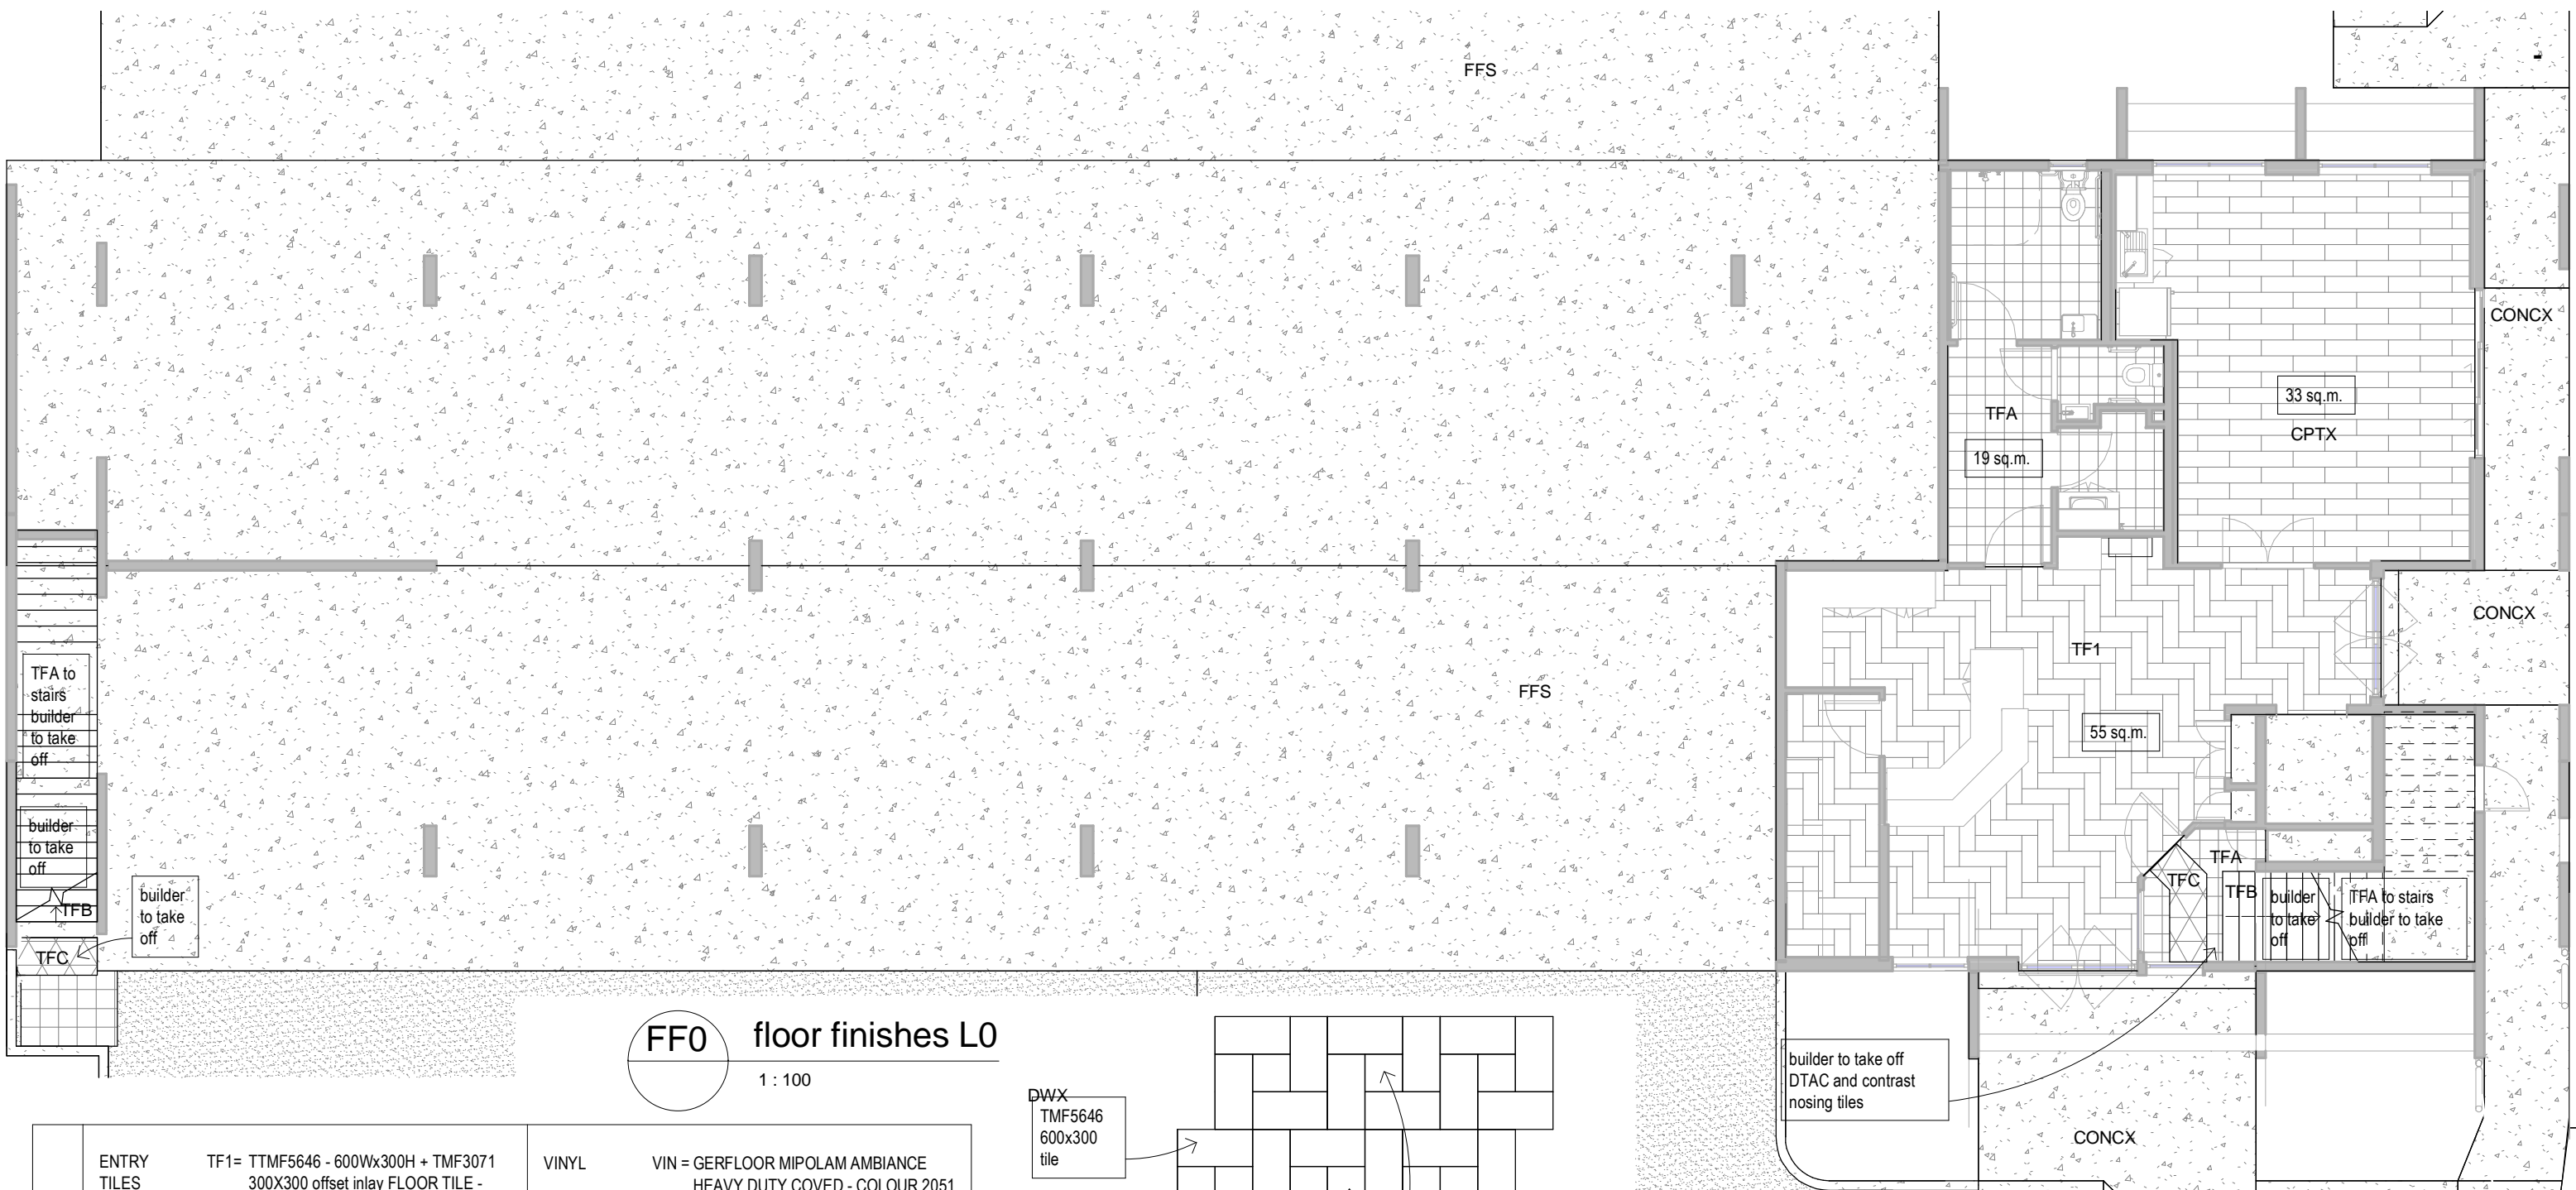 FFS
CONCX
33 sq.m.
CPTX
TFA
19 sq.m.
CONCX
TF1
FFS
55 sq.m.
TFA to
stairs
builder
to take
off
builder
to take
off
TFB
TFC
builder
to take
off
TFA
TFC
TFB
builder
to take
off
TFA to stairs
builder to take
off
FF0
floor finishes L0
1 : 100
DWX
TMF5646
600x300
tile
builder to take off
DTAC and contrast
nosing tiles
CONCX
ENTRY
TILES
TF1= TTMF5646 - 600Wx300H + TMF3071
300X300 offset inlay FLOOR TILE -
VINYL
VIN = GERFLOOR MIPOLAM AMBIANCE
HEAVY DUTY COVED - COLOUR 2051